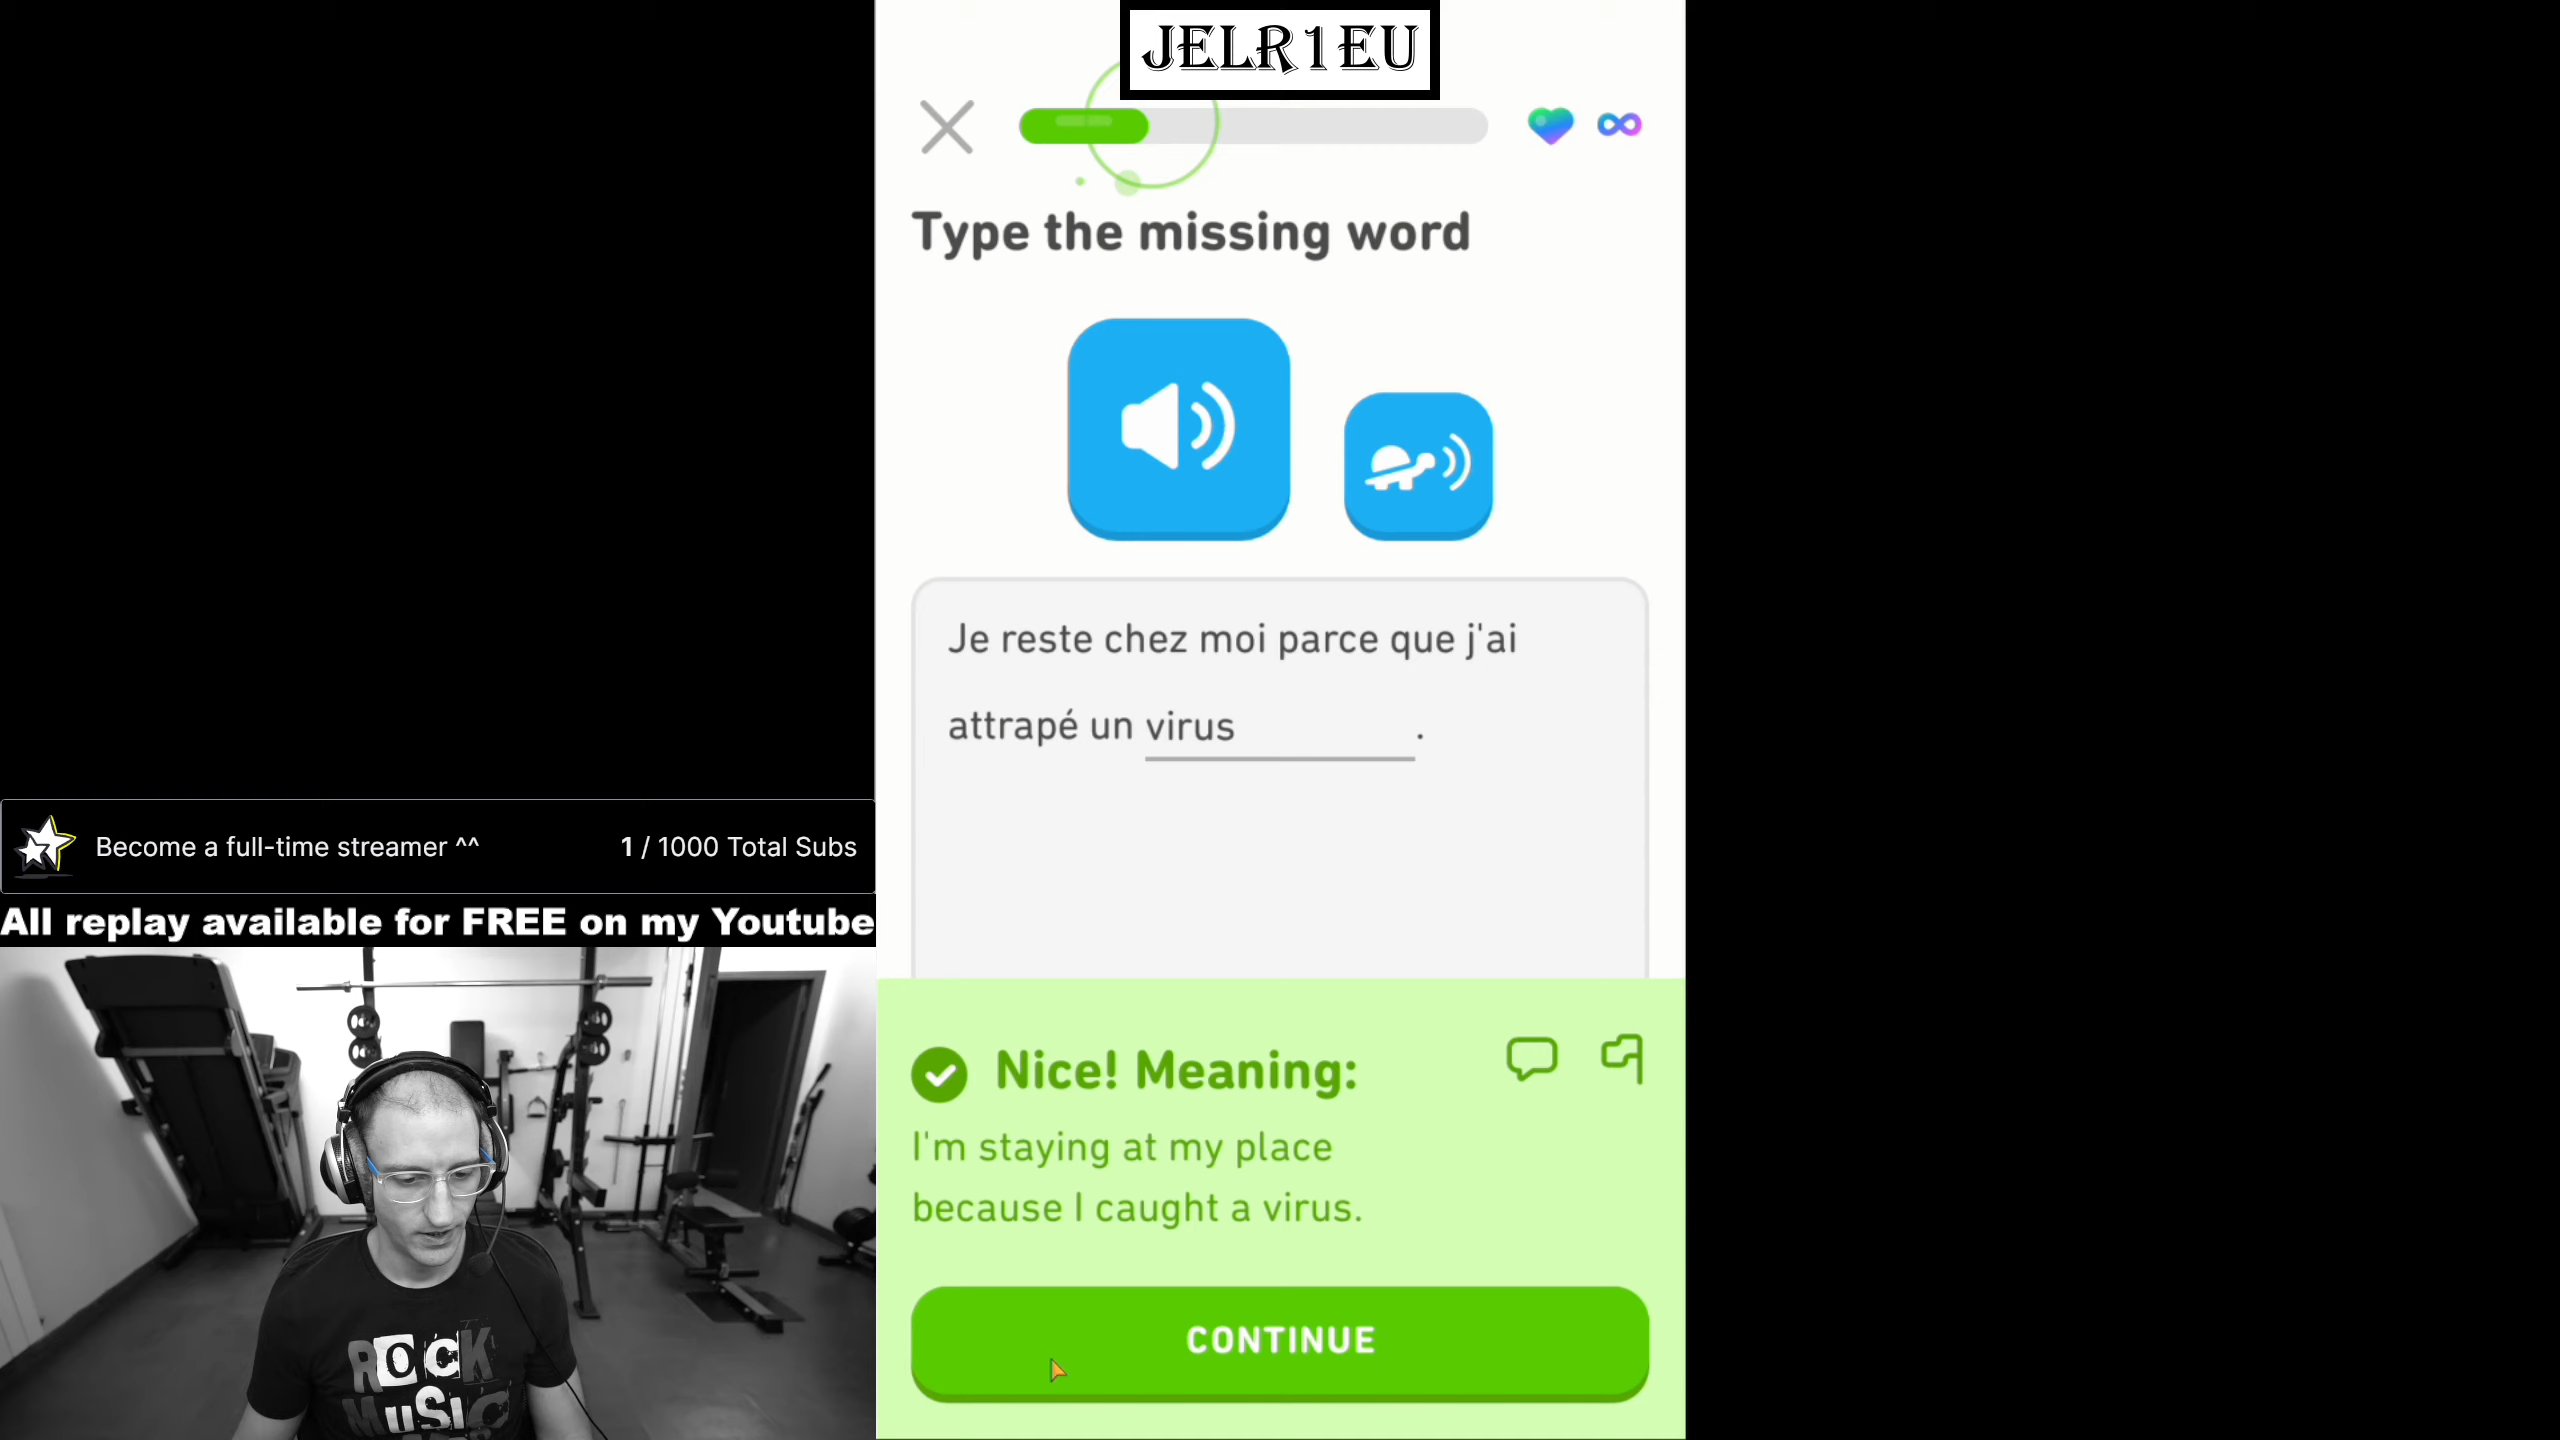 JELR1EU
Type the missing word
Je reste chez moi parce que j'ai
attrapé un virus.
Become a full-time streamer ^^ 1 / 1000 Total Subs
All replay available for FREE on my Youtube
Nice! Meaning:
I'm staying at my place
because I caught a virus.
CONTINUE
ROCK
MUSIC